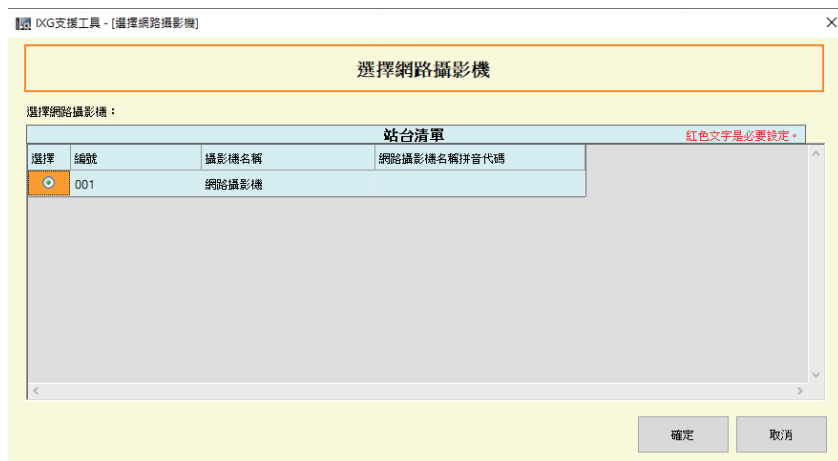 IXG支援工具 - [選擇網路攝影機]
選擇網路攝影機
選擇網路攝影機：
站台清單 紅色文字是必要設定。
選擇 編號 攝影機名稱 網路攝影機名稱拼音代碼
001 網路攝影機
確定 取消